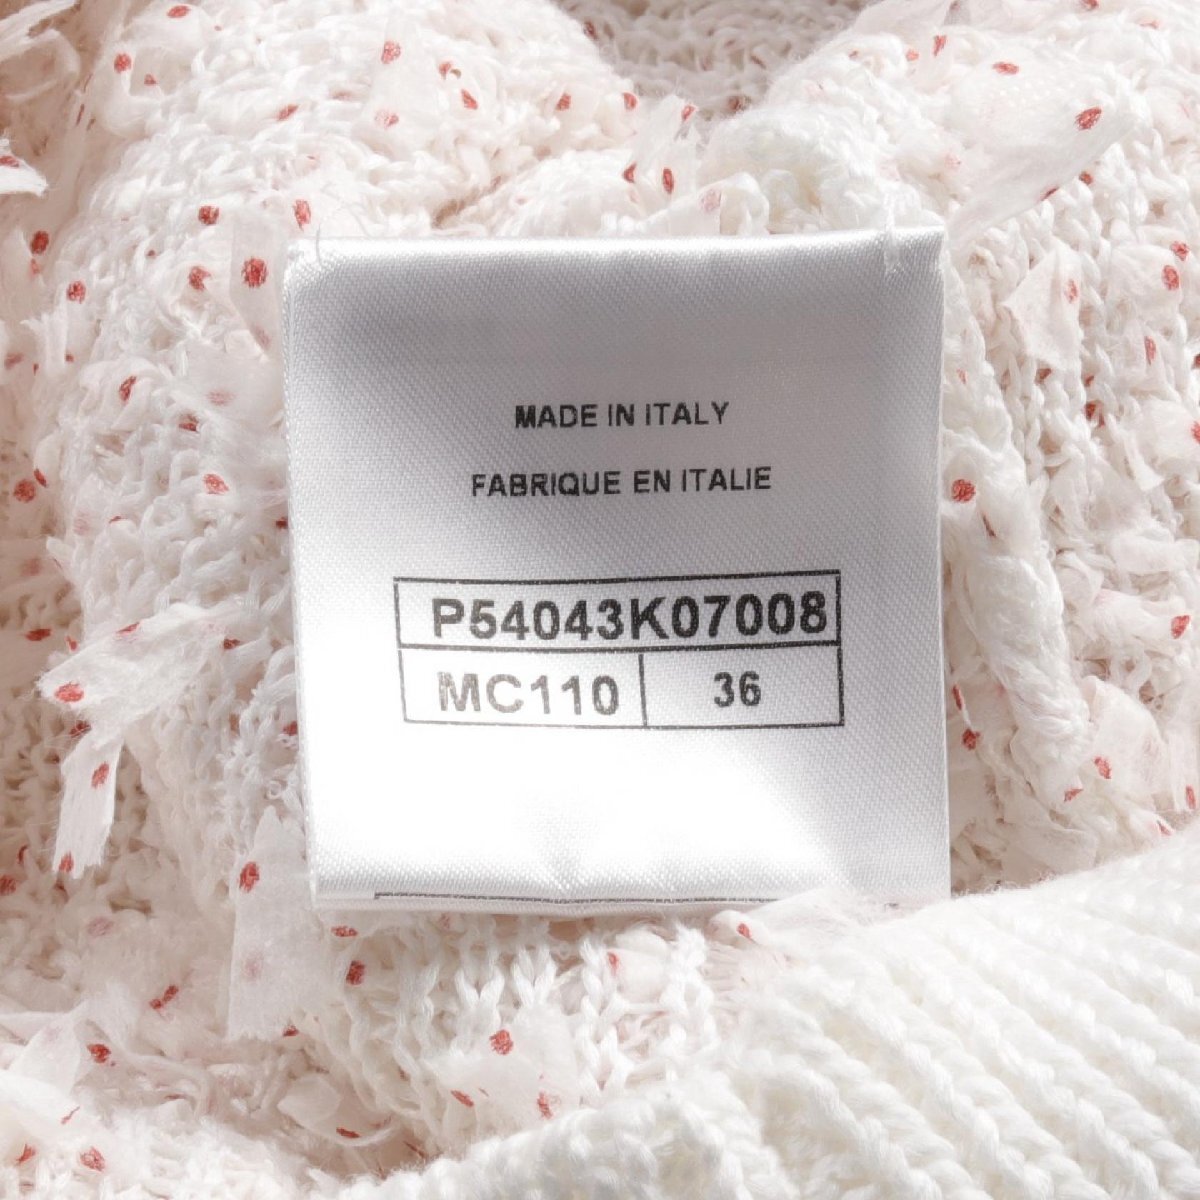 MADE IN ITALY
FABRIQUE EN ITALIE
P54043K07008
MC110 36